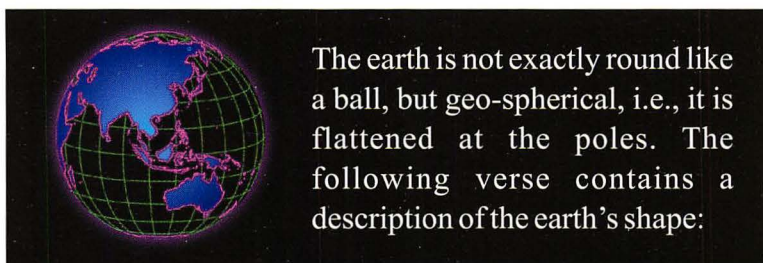 The earth is not exactly round like
a ball, but geo-spherical, i.e., it is
flattened at the poles. The
following verse contains a
description of the earth's shape: